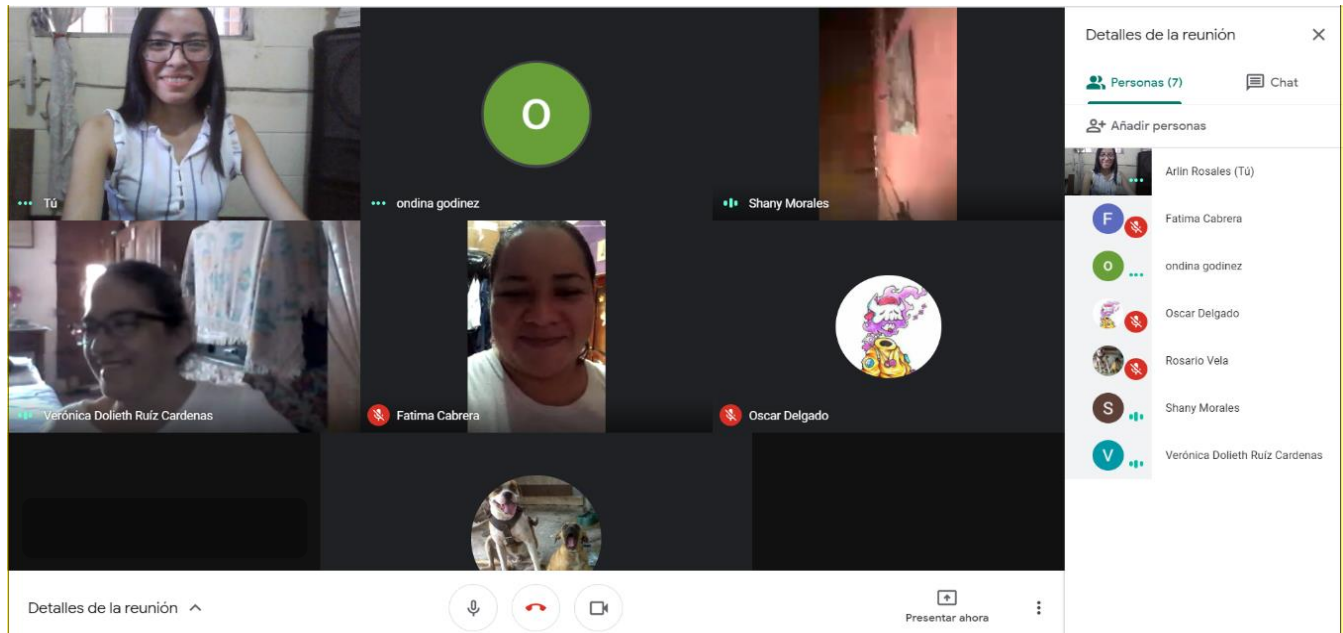 Tú
O
ondina godinez
Shany Morales
Verónica Dolieth Ruíz Cardenas
Fatima Cabrera
Oscar Delgado
Detalles de la reunión
Presentar ahora
Detalles de la reunión
Personas (7)
Chat
Añadir personas
Arlin Rosales (Tú)
F
Fatima Cabrera
o
ondina godinez
Oscar Delgado
Rosario Vela
S
Shany Morales
V
Verónica Dolieth Ruíz Cardenas